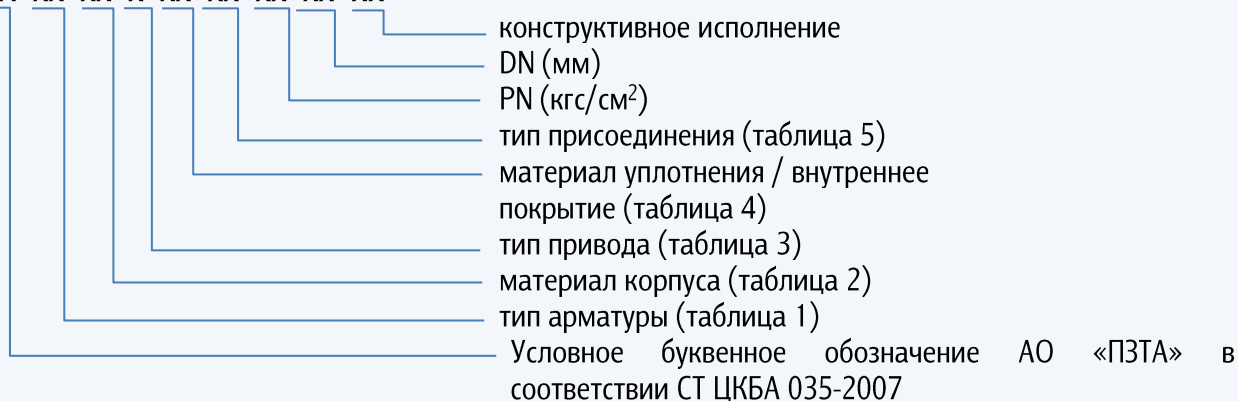 конструктивное исполнение
DN (мм)
PN (кгс/см²)
тип присоединения (таблица 5)
материал уплотнения / внутреннее
покрытие (таблица 4)
тип привода (таблица 3)
материал корпуса (таблица 2)
тип арматуры (таблица 1)
Условное буквенное обозначение АО «ПЗТА» в
соответствии СТ ЦКБА 035-2007